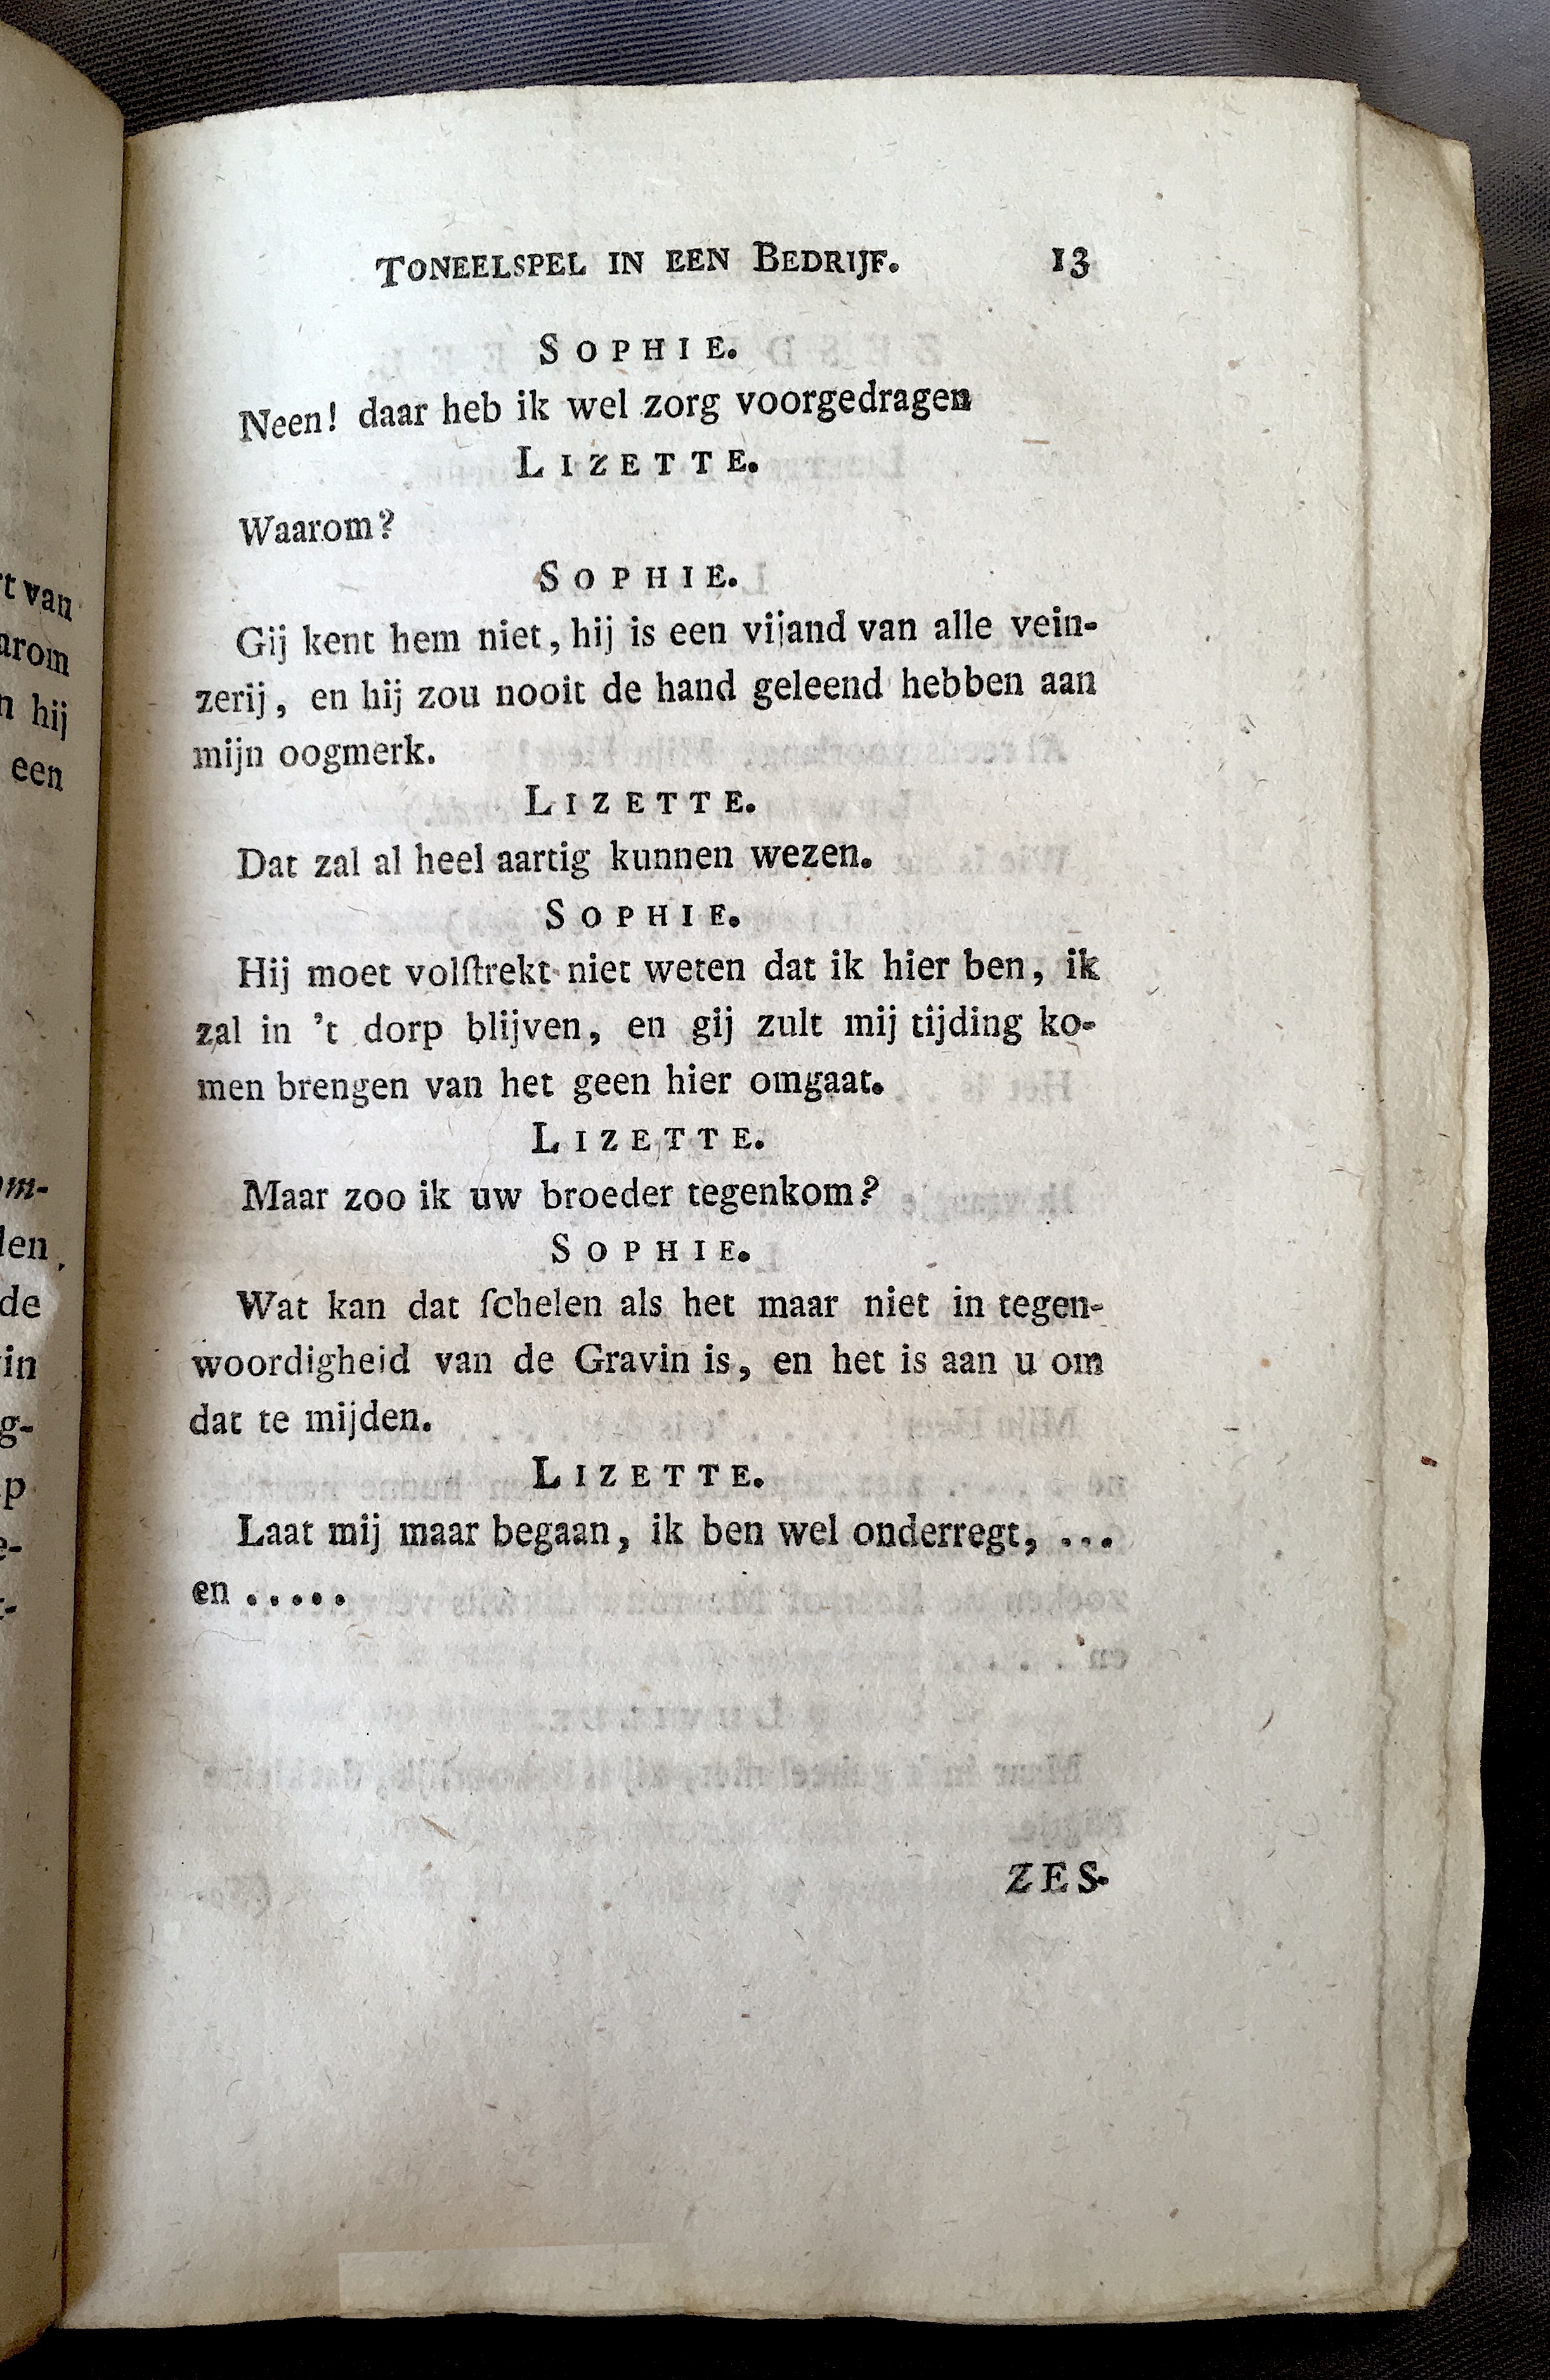 TONEELSPEL IN EEN BEDRIJF. 13
SOPHIE.
Neen! daar heb ik wel zorg voorgedragen
LIZETTE.
Waarom?
SOPHIE.
Gij kent hem niet, hij is een vijand van alle vein-
zerij, en hij zou nooit de hand geleend hebben aan
mijn oogmerk.
LIZETTE.
Dat zal al heel aartig kunnen wezen.
SOPHIE.
Hij moet volſtrekt niet weten dat ik hier ben, ik
zal in 't dorp blijven, en gij zult mij tijding ko-
men brengen van het geen hier omgaat.
LIZETTE.
Maar zoo ik uw broeder tegenkom?
SOPHIE.
Wat kan dat ſchelen als het maar niet in tegen-
woordigheid van de Gravin is, en het is aan u om
dat te mijden.
LIZETTE.
Laat mij maar begaan, ik ben wel onderregt, ...
en .....
ZES-